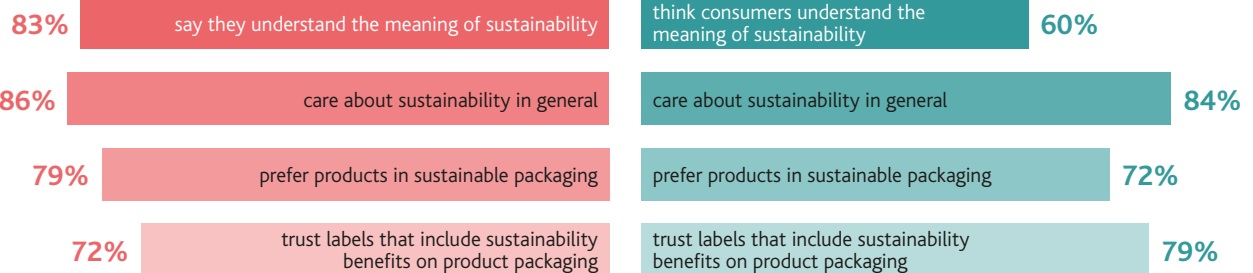 83%
say they understand the meaning of sustainability
think consumers understand the
meaning of sustainability
60%
86%
care about sustainability in general
care about sustainability in general
84%
79%
prefer products in sustainable packaging
prefer products in sustainable packaging
72%
72%
trust labels that include sustainability
benefits on product packaging
trust labels that include sustainability
benefits on product packaging
79%